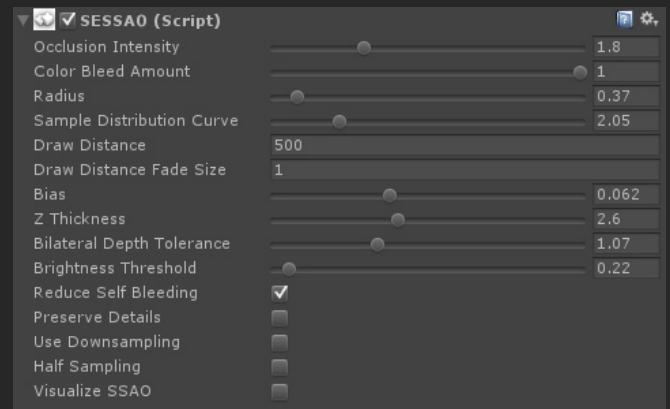 SESSAO (Script)
Occlusion Intensity 1.8
Color Bleed Amount 1
Radius 0.37
Sample Distribution Curve 2.05
Draw Distance 500
Draw Distance Fade Size 1
Bias 0.062
Z Thickness 2.6
Bilateral Depth Tolerance 1.07
Brightness Threshold 0.22
Reduce Self Bleeding
Preserve Details
Use Downsampling
Half Sampling
Visualize SSAO